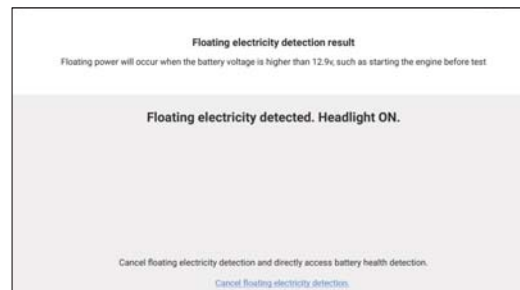 Floating electricity detection result
Floating power will occur when the battery voltage is higher than 12.9v, such as starting the engine before test
Floating electricity detected. Headlight ON.
Cancel floating electricity detection and directly access battery health detection.
Cancel floating electricity detection.